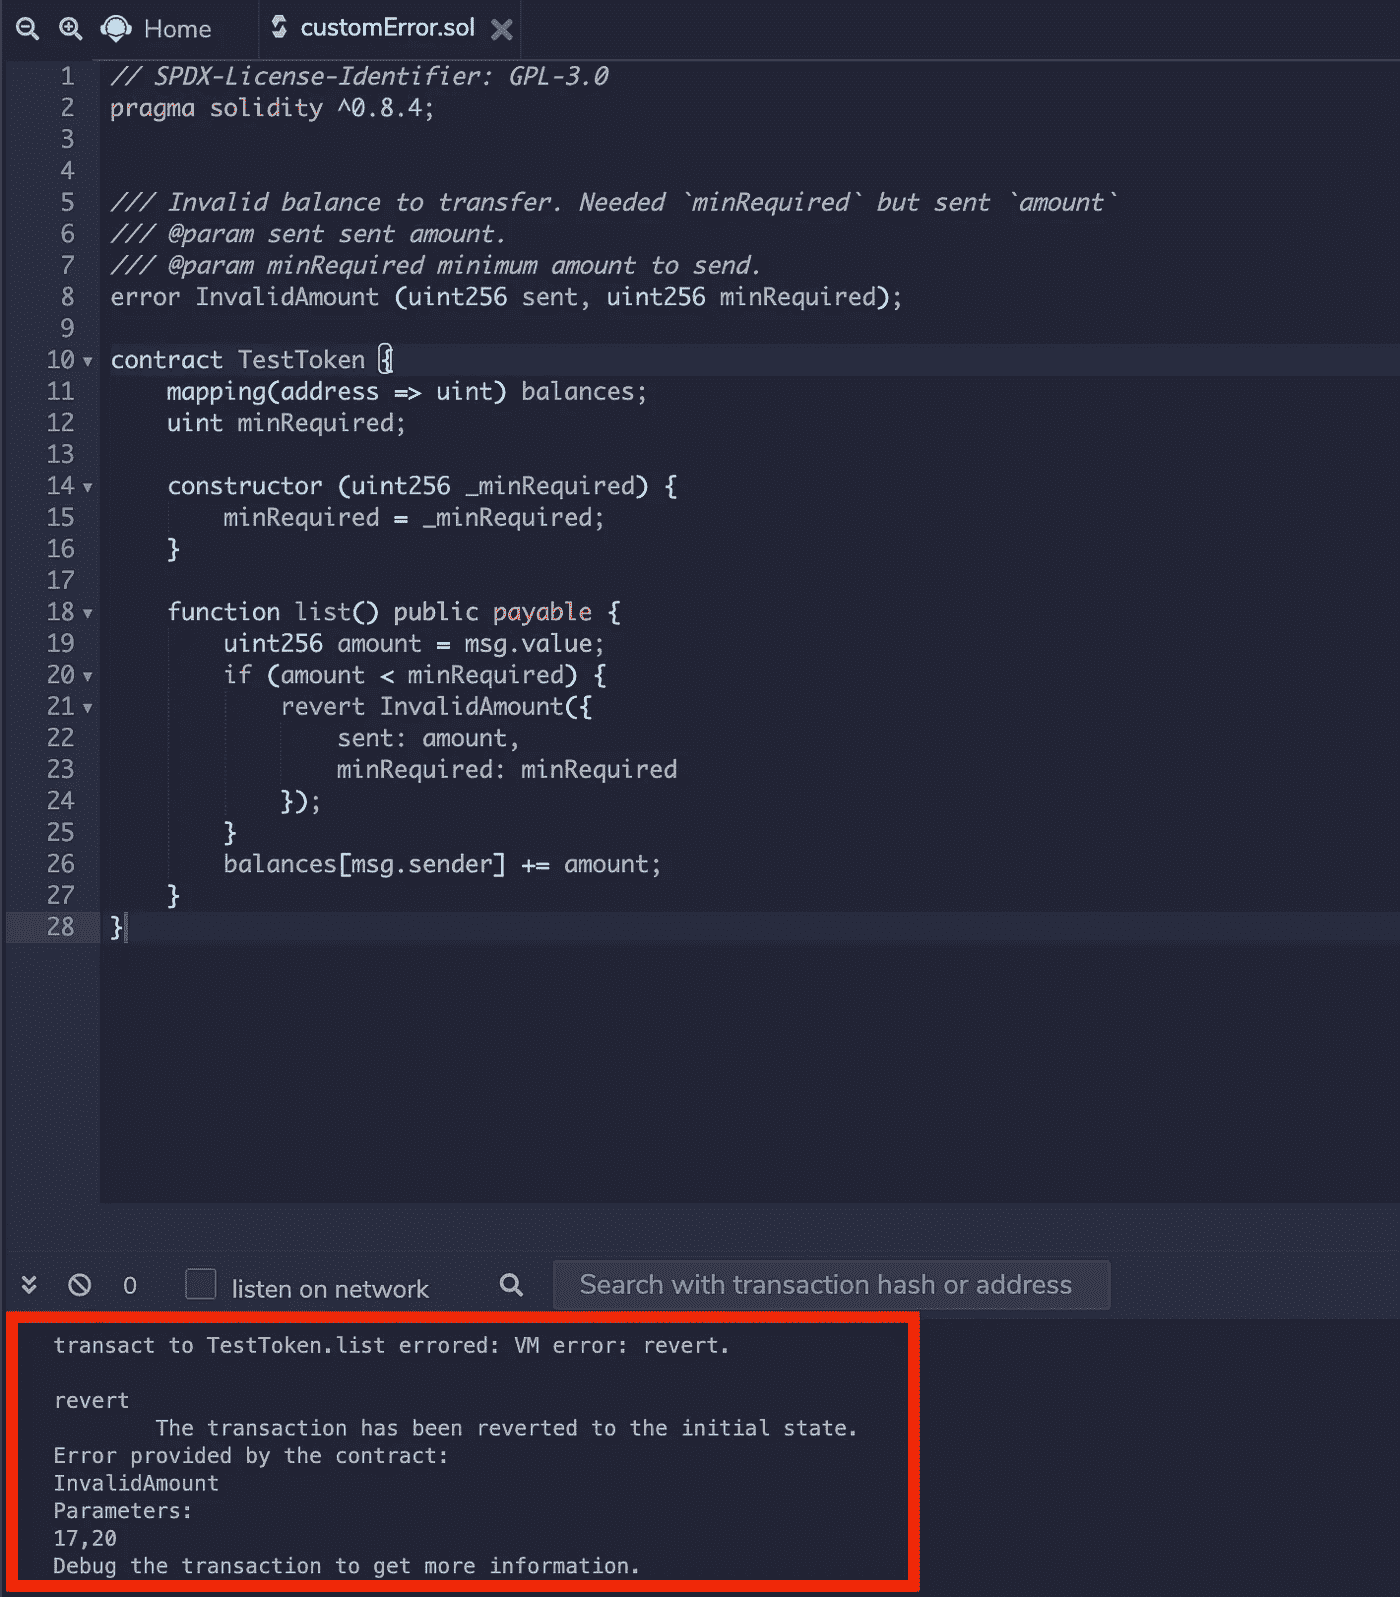 Home
customError.sol
1 // SPDX-License-Identifier: GPL-3.0
2 pragma solidity ^0.8.4;
3
4
5 /// Invalid balance to transfer. Needed `minRequired` but sent `amount`
6 /// @param sent sent amount.
7 /// @param minRequired minimum amount to send.
8 error InvalidAmount (uint256 sent, uint256 minRequired);
9
10 contract TestToken {
11     mapping(address => uint) balances;
12     uint minRequired;
13
14     constructor (uint256 _minRequired) {
15         minRequired = _minRequired;
16     }
17
18     function list() public payable {
19         uint256 amount = msg.value;
20         if (amount < minRequired) {
21             revert InvalidAmount({
22                 sent: amount,
23                 minRequired: minRequired
24             });
25         }
26         balances[msg.sender] += amount;
27     }
28 }
0 listen on network Search with transaction hash or address
transact to TestToken.list errored: VM error: revert.
revert
The transaction has been reverted to the initial state.
Error provided by the contract:
InvalidAmount
Parameters:
17,20
Debug the transaction to get more information.